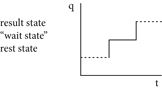 q
result state
“wait state”
rest state
t